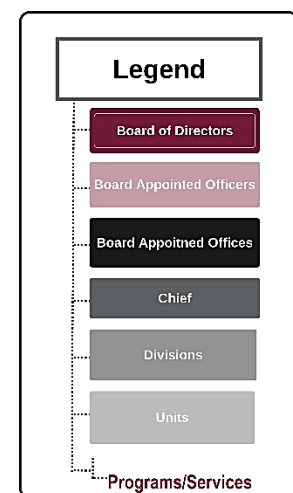 Legend
Board of Directors
Board Appointed Officers
Board Appoitned Offices
Chief
Divisions
Units
Programs/Services